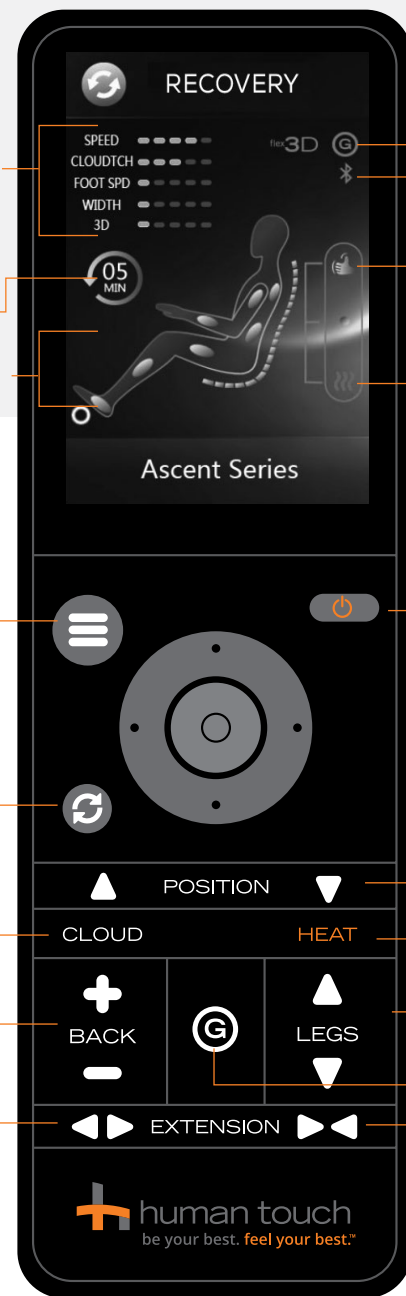 RECOVERY
SPEED
CLOUDTCH
FOOT SPD
WIDTH
3D
flex3D G
05
MIN
Ascent Series
POSITION
CLOUD HEAT
BACK G LEGS
EXTENSION
human touch
be your best. feel your best.™